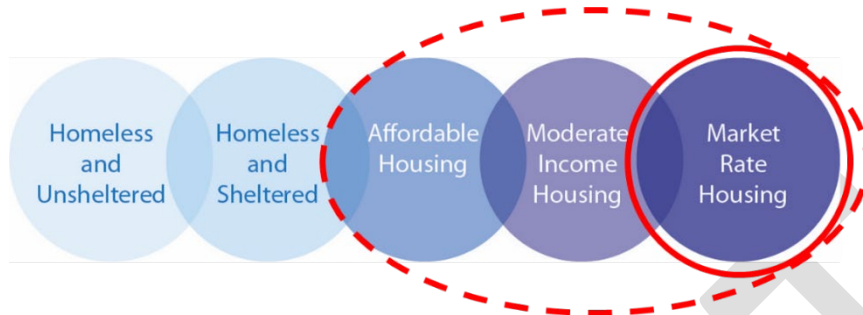 Homeless
and
Unsheltered
Homeless
and
Sheltered
Affordable
Housing
Moderate
Income
Housing
Market
Rate
Housing